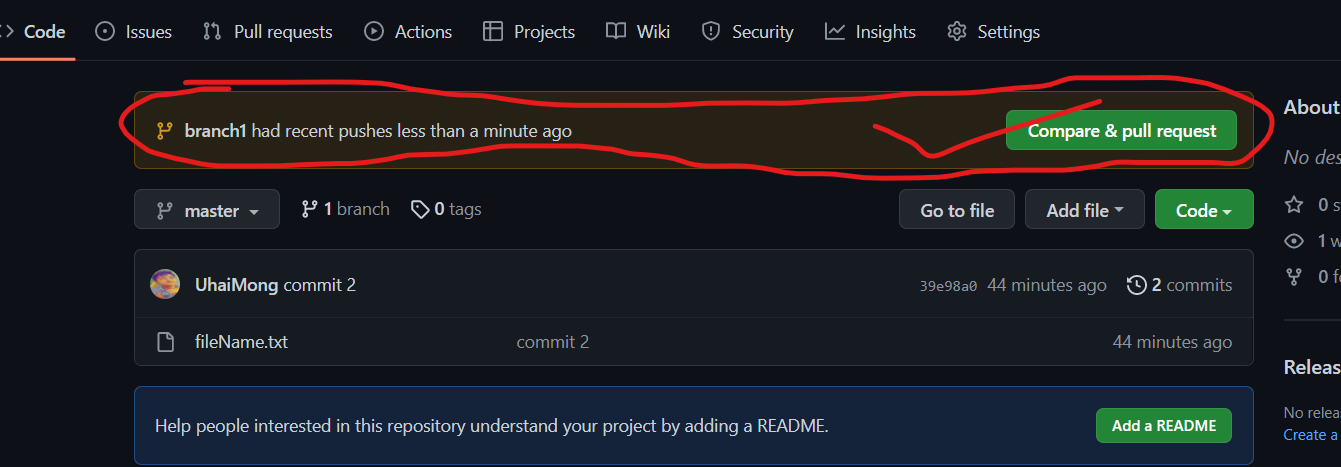 Code Issues Pull requests Actions Projects Wiki Security Insights Settings
branch1 had recent pushes less than a minute ago Compare & pull request
About
No des
master 1 branch 0 tags Go to file Add file Code
0 s
1 w
0 f
UhaiMong commit 2 39e98a0 44 minutes ago 2 commits
fileName.txt commit 2 44 minutes ago
Releas
Help people interested in this repository understand your project by adding a README. Add a README
No relea
Create a